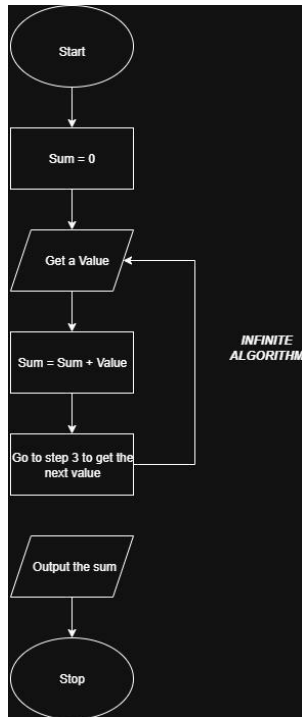 Start
Sum = 0
Get a Value
INFINITE
ALGORITHM
Sum = Sum + Value
Go to step 3 to get the
next value
Output the sum
Stop